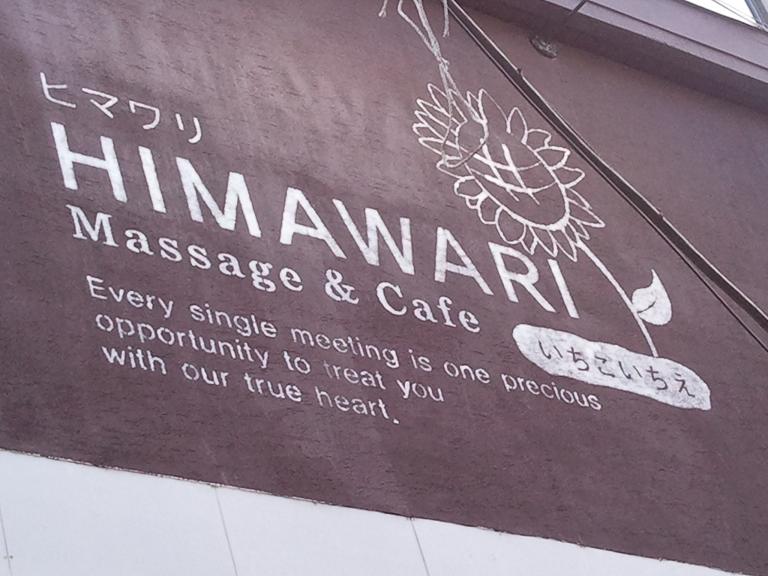 ヒマワリ
HIMAWARI
Massage & Cafe
Every single meeting is one precious
opportunity to treat you
with our true heart.
いちごいちえ